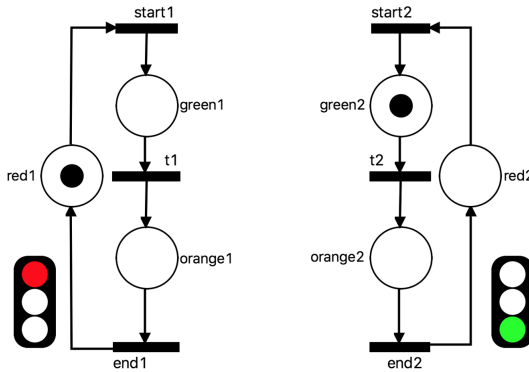 start1
start2
green1
green2
t1
t2
red1
red2
orange1
orange2
end1
end2